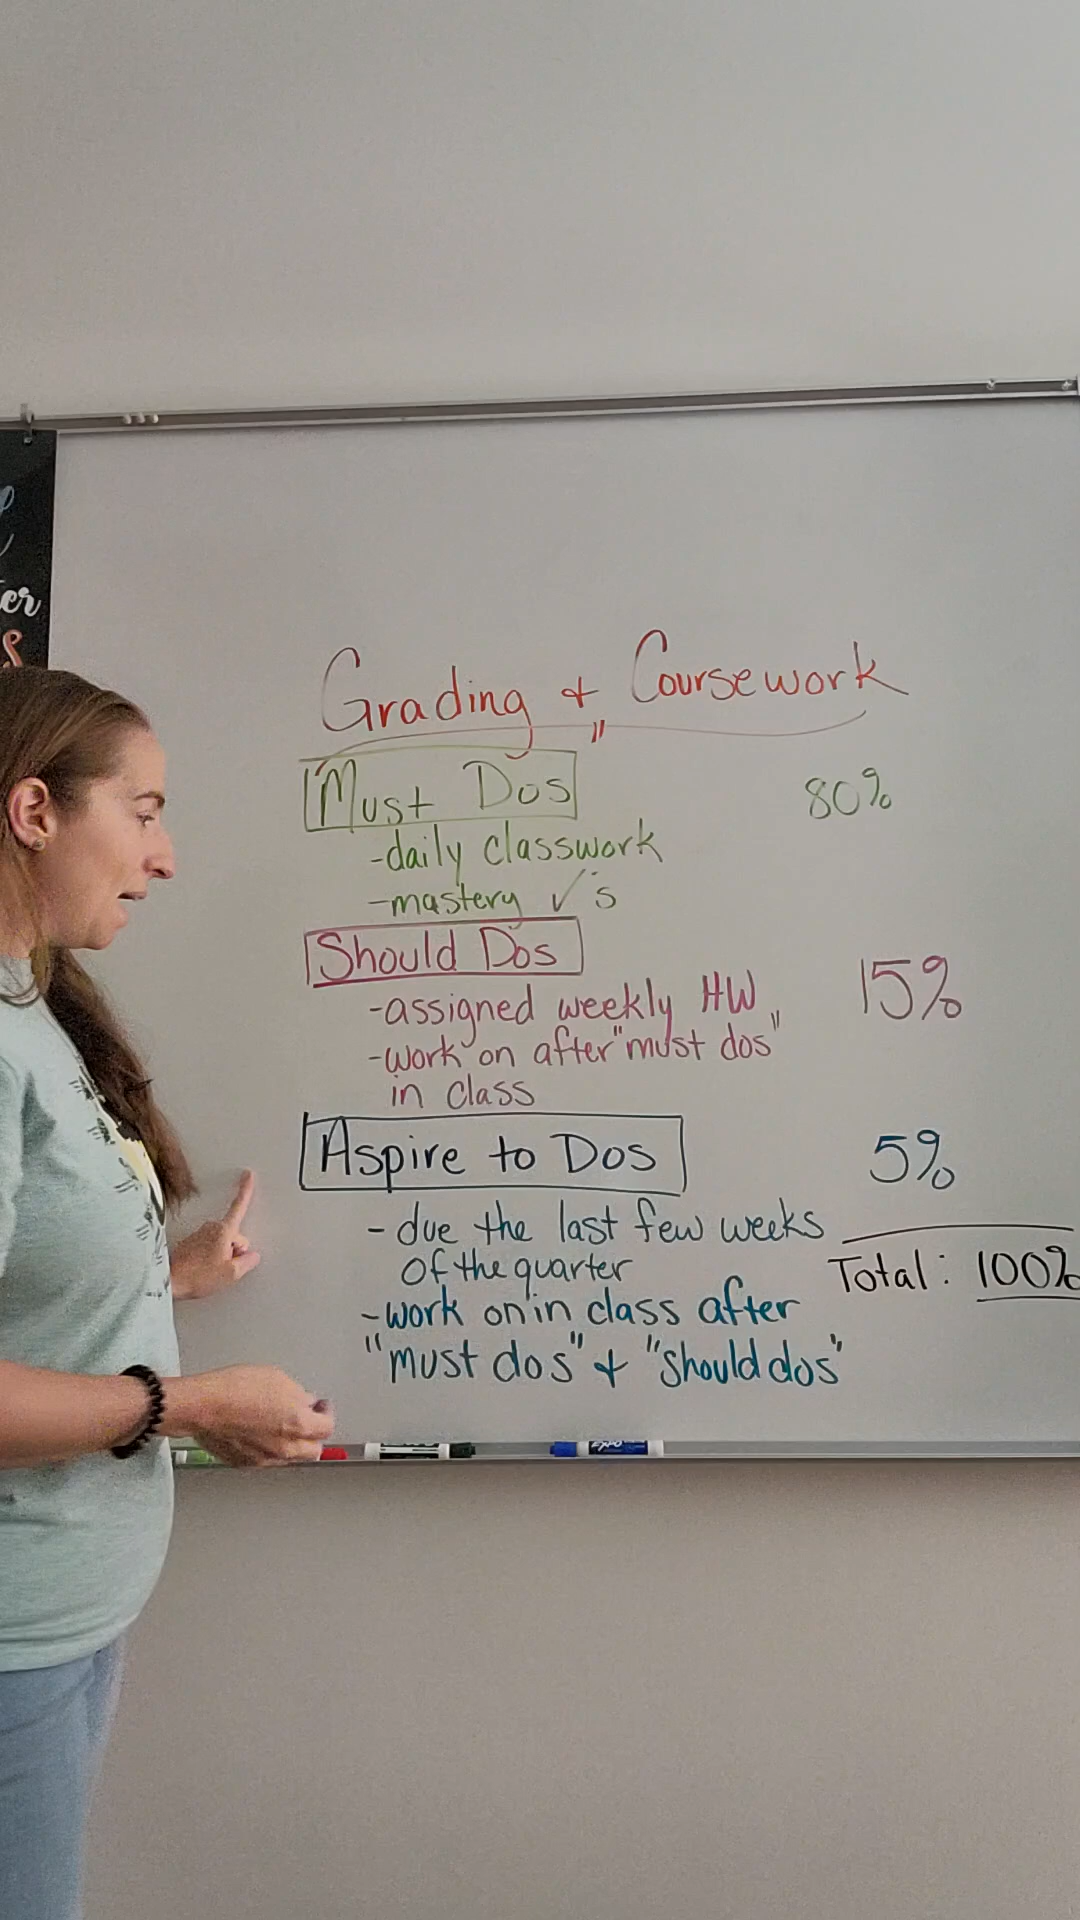 er
Grading + Coursework
Must Dos 80%
-daily classwork
-mastery ✓'s
Should Dos
-assigned weekly HW 15%
-work on after "must dos"
in class
Aspire to Dos 5%
- due the last few weeks
of the quarter
Total: 100%
-work on in class after
"must dos" + "should dos"
EXPO